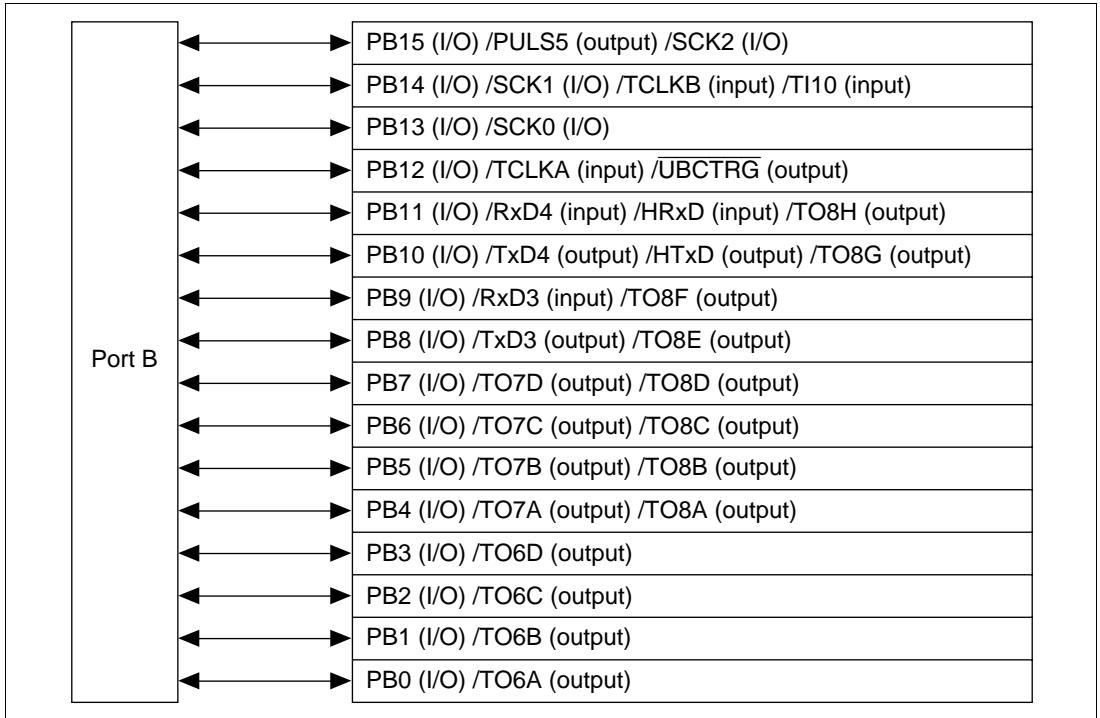 PB15 (I/O) /PULS5 (output) /SCK2 (I/O)
PB14 (I/O) /SCK1 (I/O) /TCLKB (input) /TI10 (input)
PB13 (I/O) /SCK0 (I/O)
PB12 (I/O) /TCLKA (input) /U̅B̅C̅T̅R̅G̅ (output)
PB11 (I/O) /RxD4 (input) /HRxD (input) /TO8H (output)
PB10 (I/O) /TxD4 (output) /HTxD (output) /TO8G (output)
PB9 (I/O) /RxD3 (input) /TO8F (output)
PB8 (I/O) /TxD3 (output) /TO8E (output)
Port B
PB7 (I/O) /TO7D (output) /TO8D (output)
PB6 (I/O) /TO7C (output) /TO8C (output)
PB5 (I/O) /TO7B (output) /TO8B (output)
PB4 (I/O) /TO7A (output) /TO8A (output)
PB3 (I/O) /TO6D (output)
PB2 (I/O) /TO6C (output)
PB1 (I/O) /TO6B (output)
PB0 (I/O) /TO6A (output)